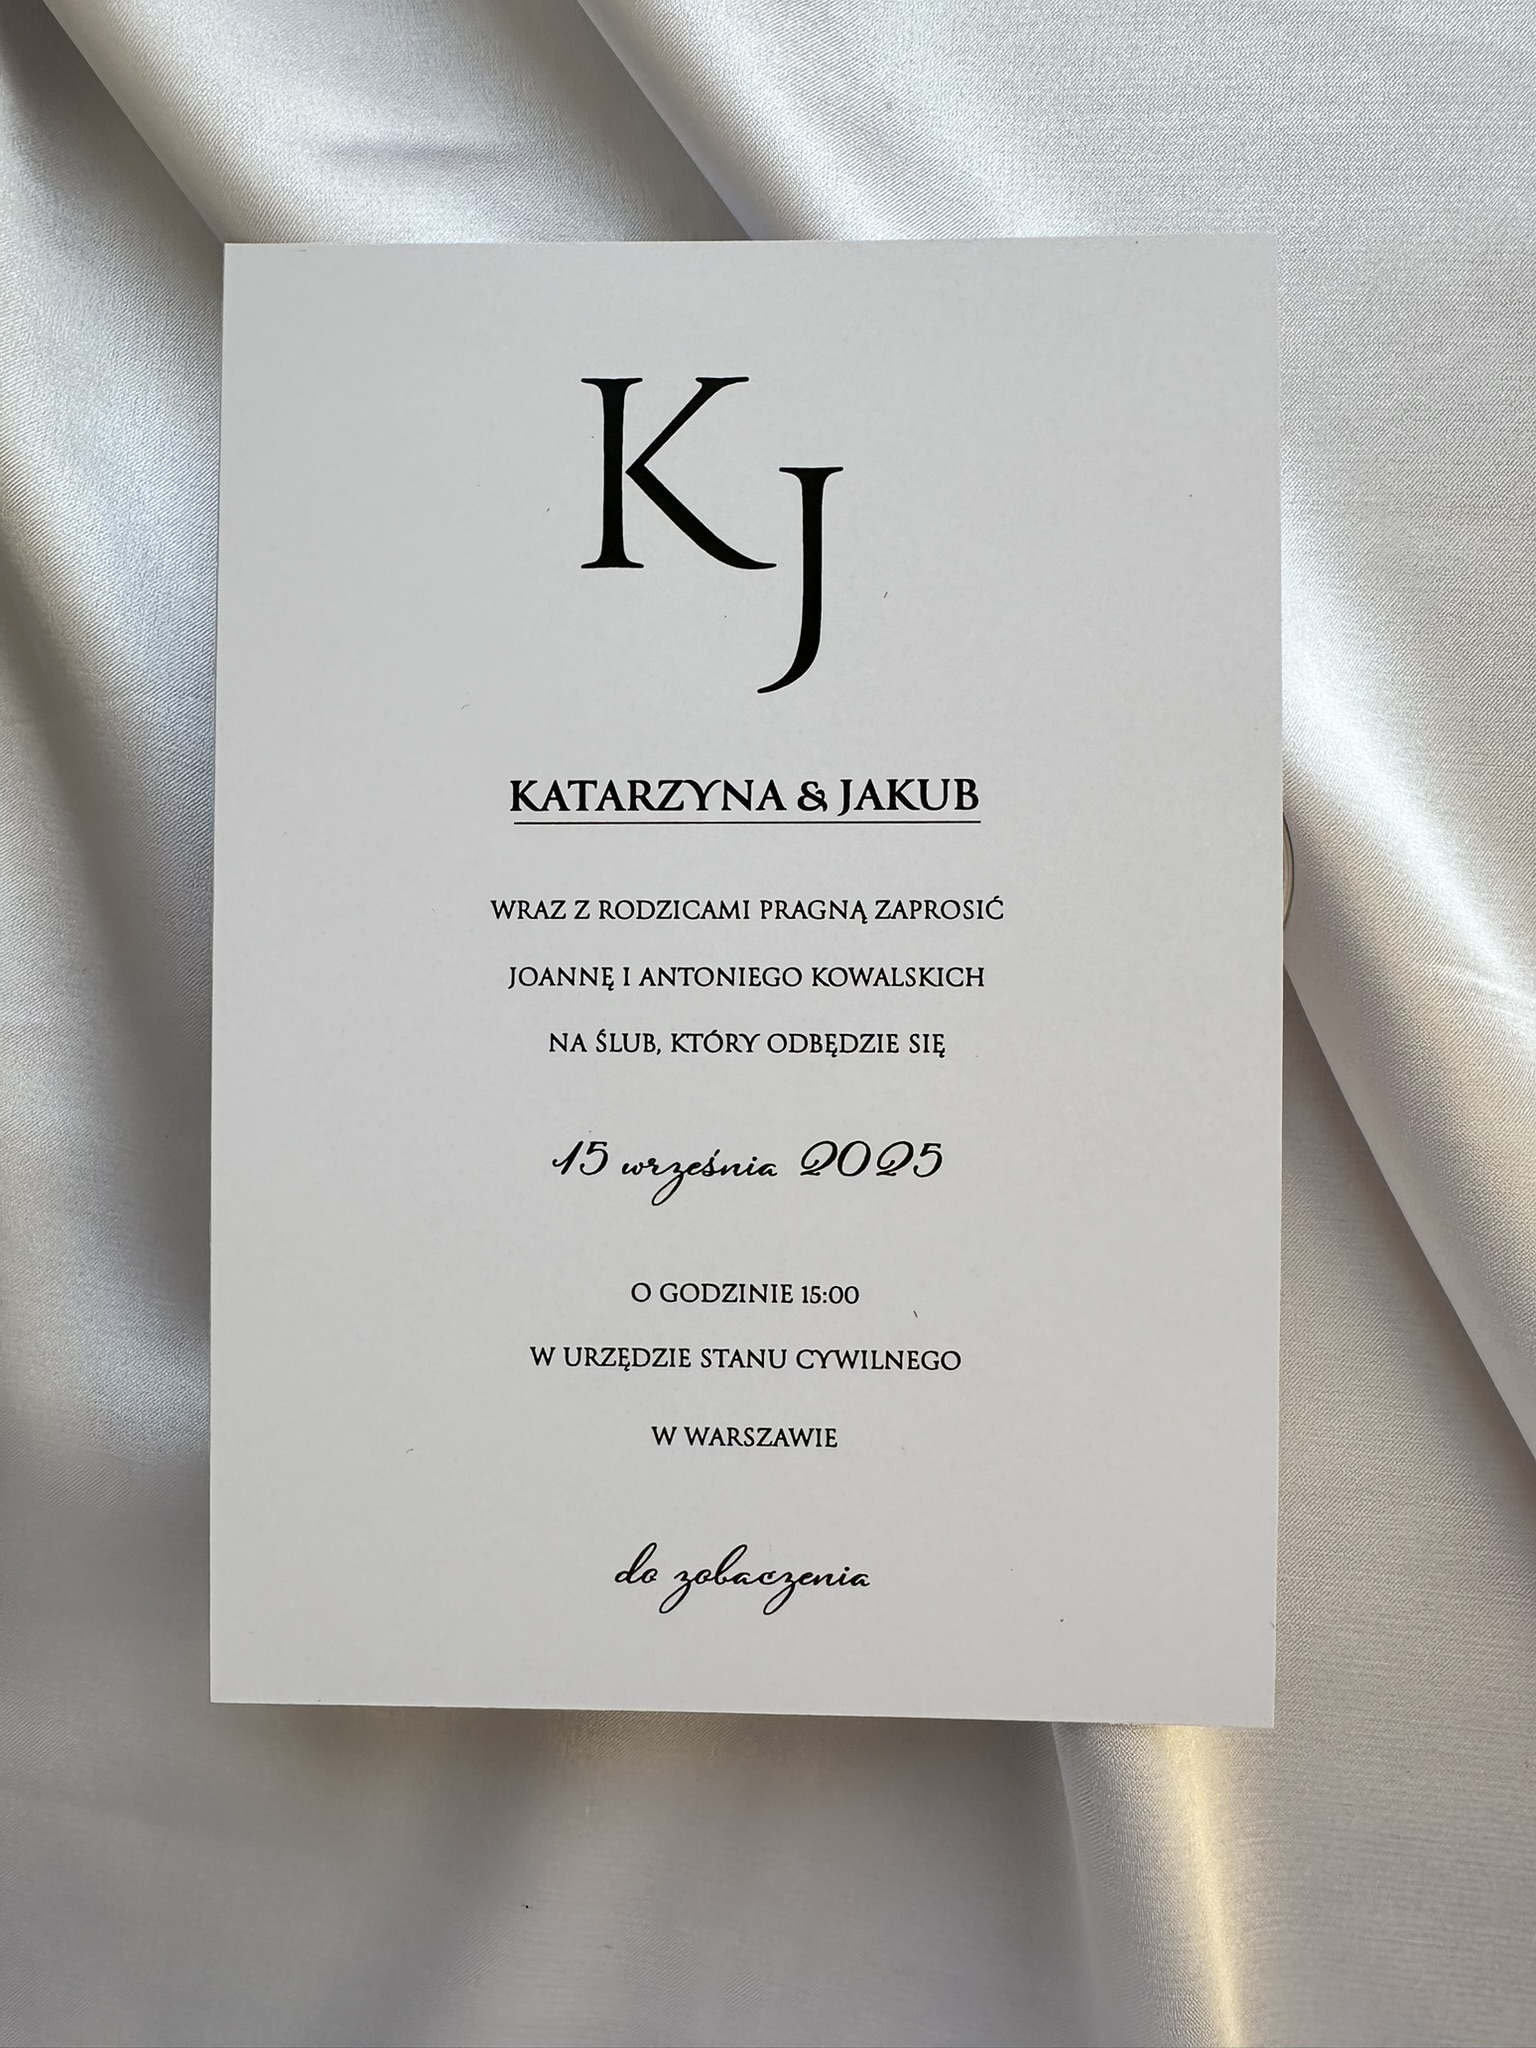 K
J
KATARZYNA & JAKUB
WRAZ Z RODZICAMI PRAGNĄ ZAPROSIĆ
JOANNĘ I ANTONIEGO KOWALSKICH
NA ŚLUB, KTÓRY ODBĘDZIE SIĘ
15 września 2025
O GODZINIE 15:00
W URZĘDZIE STANU CYWILNEGO
W WARSZAWIE
do zobaczenia